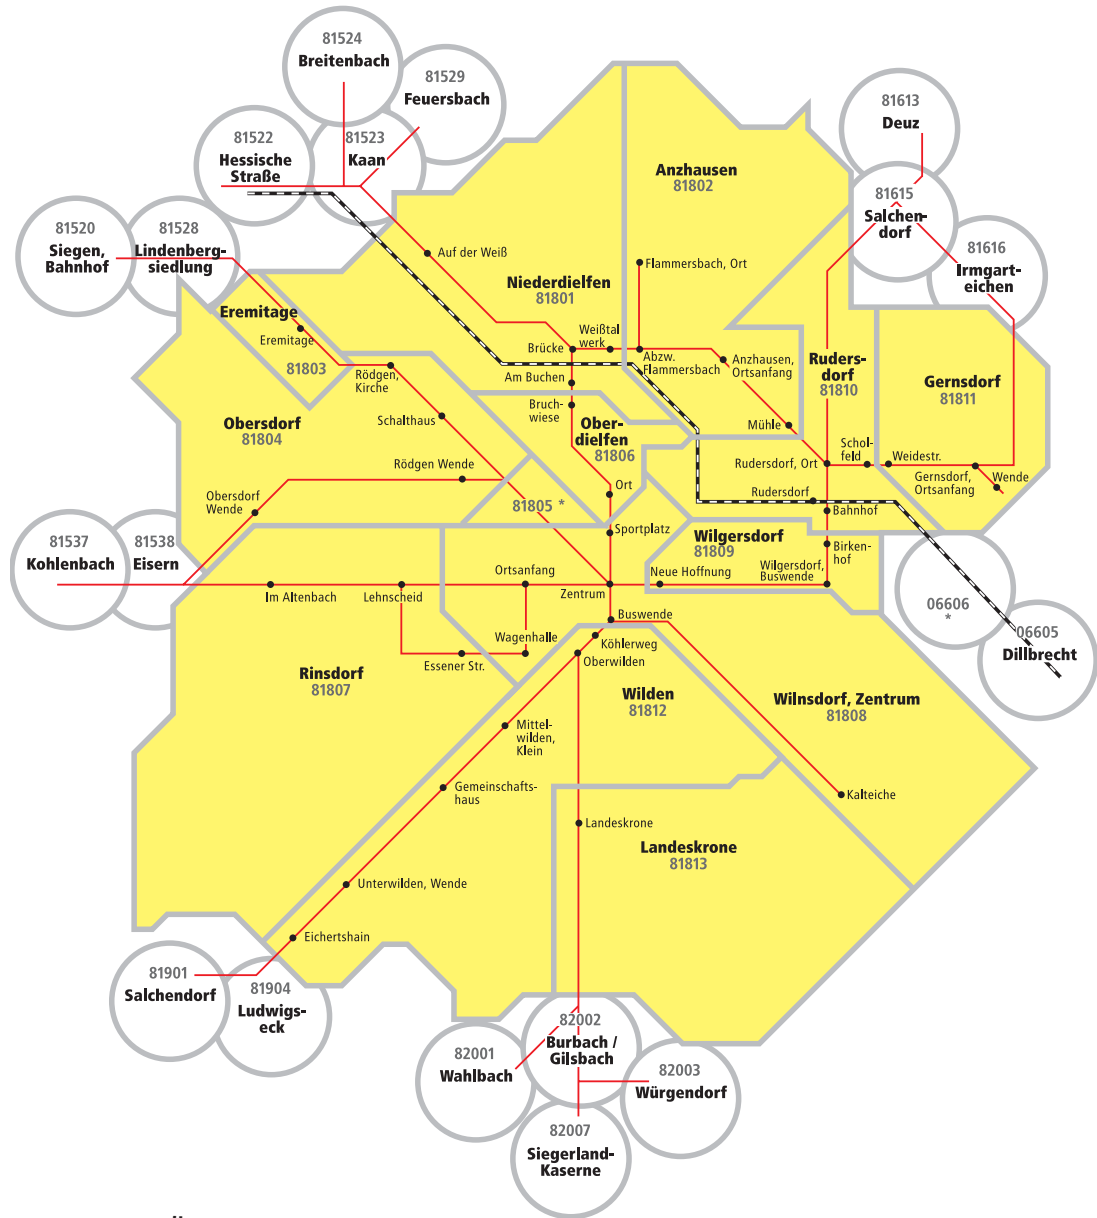 81524
Breitenbach
81529
Feuersbach
81522
Hessische
Straße
81523
Kaan
81613
Deuz
81615
Salchen-
dorf
81616
Irmgart-
eichen
81520
Siegen,
Bahnhof
81528
Lindenberg-
siedlung
Anzhausen
81802
Auf der Weiß
Flammersbach, Ort
Niederdielfen
81801
Eremitage
Eremitage
81803
Weißtal
werk
Brücke
Abzw.
Flammersbach
Anzhausen,
Ortsanfang
Ruders-
dorf
81810
Gernsdorf
81811
Rödgen,
Kirche
Am Buchen
Bruch-
wiese
Ober-
dielfen
81806
Mühle
Obersdorf
81804
Schalthaus
Rödgen Wende
Rudersdorf, Ort
Schol-
feld
Weidestr.
Gernsdorf,
Ortsanfang
Wende
Obersdorf
Wende
81805 *
Ort
Rudersdorf
Bahnhof
Sportplatz
Wilgersdorf
81809
Birken-
hof
81537
Kohlenbach
81538
Eisern
Im Altenbach
Lehnscheid
Ortsanfang
Zentrum
Neue Hoffnung
Wilgersdorf,
Buswende
06606
*
06605
Dillbrecht
Buswende
Wagenhalle
Köhlerweg
Essener Str.
Oberwilden
Rinsdorf
81807
Wilden
81812
Wilnsdorf, Zentrum
81808
Mittel-
wilden,
Klein
Gemeinschafts-
haus
Kalteiche
Landeskrone
Landeskrone
81813
Unterwilden, Wende
Eichertshain
81901
Salchendorf
81904
Ludwigs-
eck
82002
Burbach /
Gilsbach
82001
Wahlbach
82003
Würgendorf
82007
Siegerland-
Kaserne